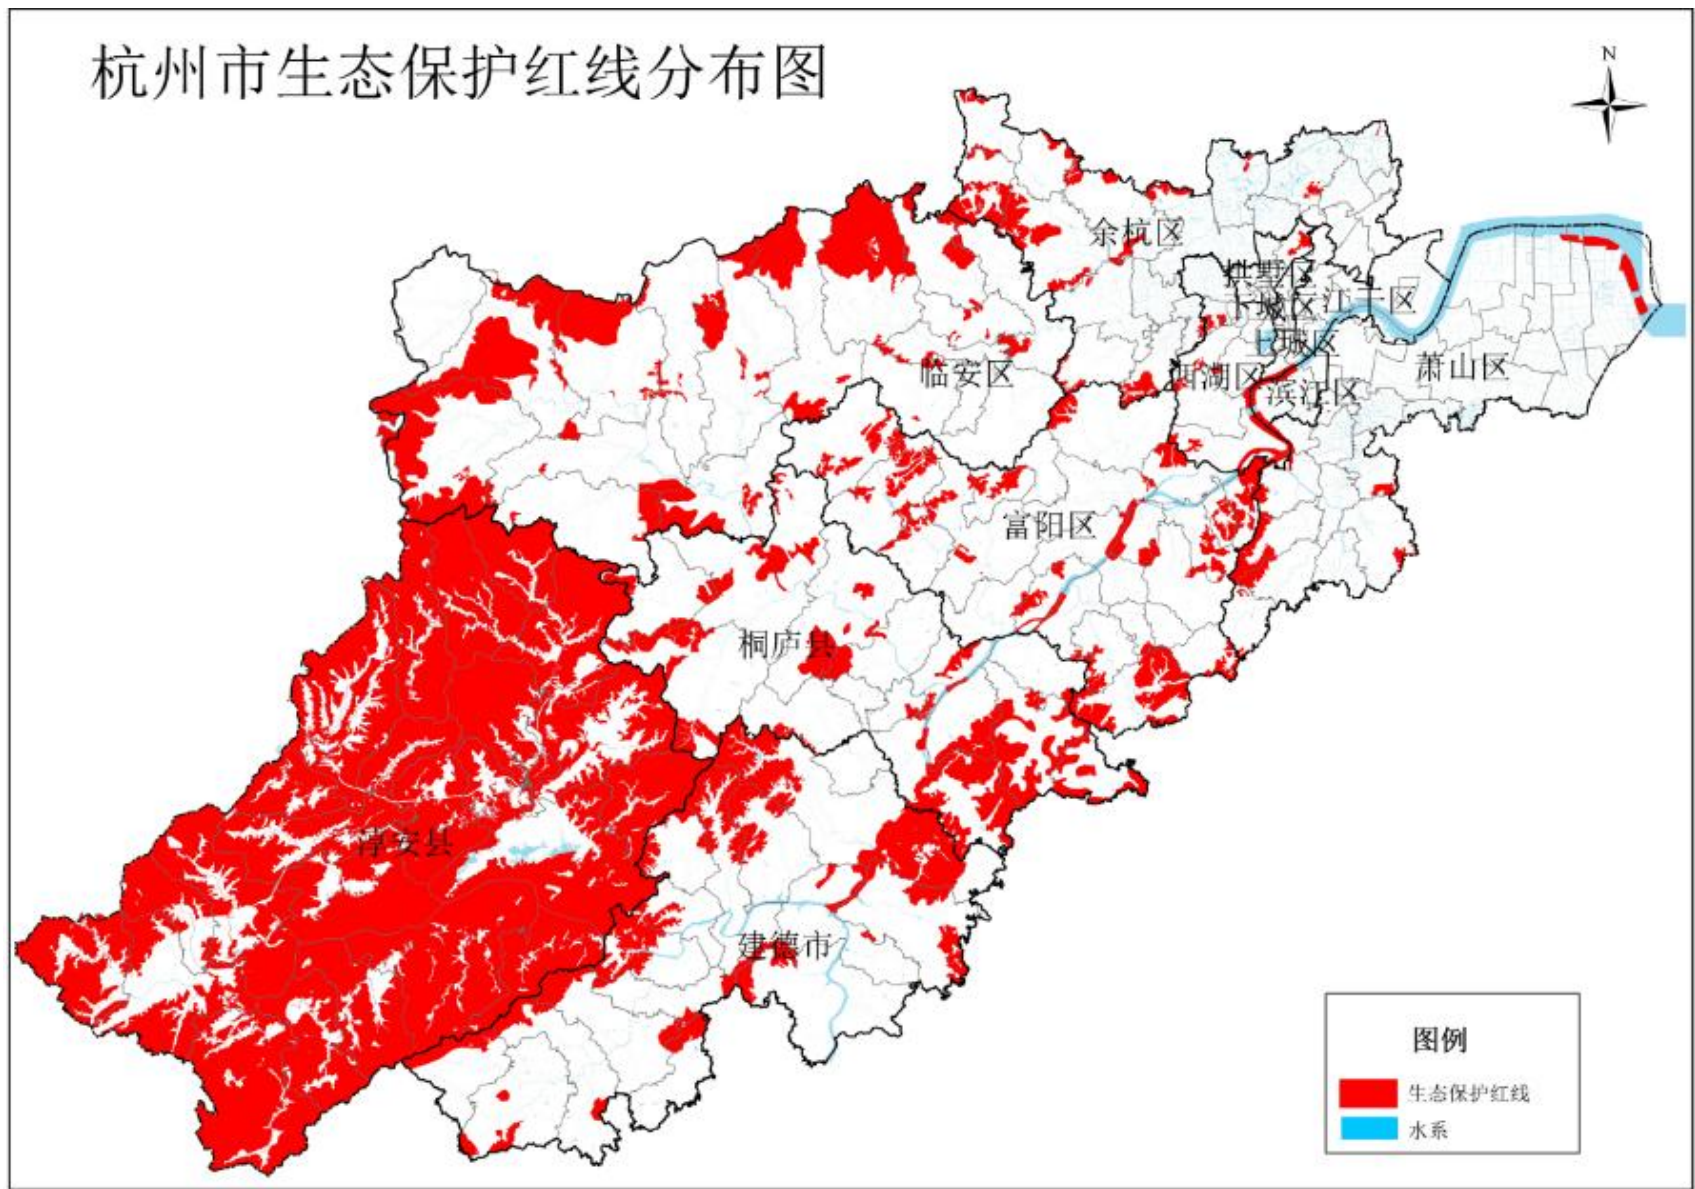 杭州市生态保护红线分布图
N
余杭区
拱墅区
下城区
江干区
上城区
临安区
西湖区
滨江区
萧山区
富阳区
桐庐县
淳安县
建德市
图例
生态保护红线
水系